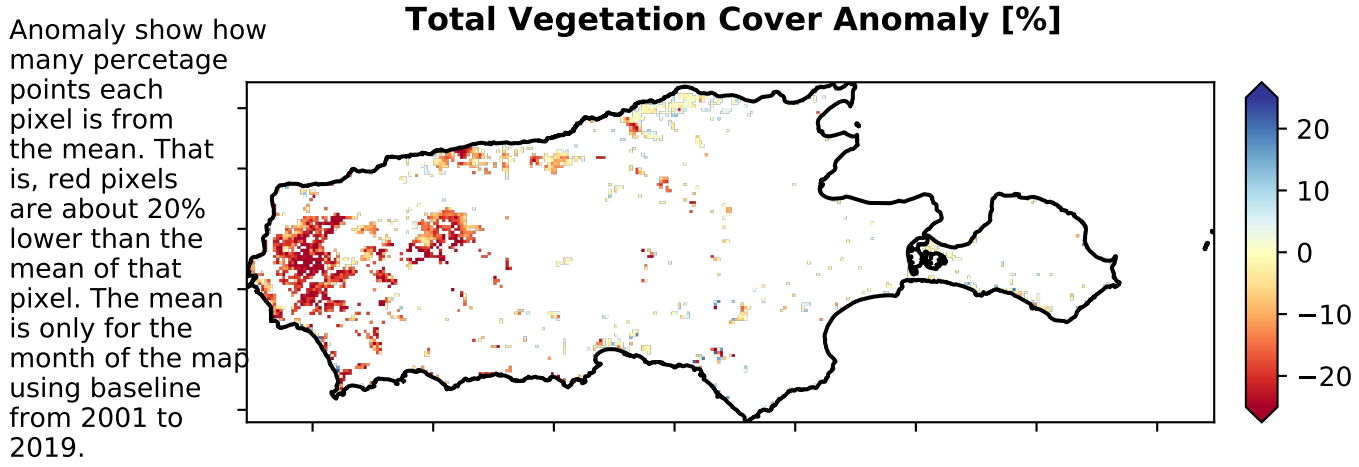 Total Vegetation Cover Anomaly [%]
Anomaly show how
many percetage
points each
pixel is from
the mean. That
is, red pixels
are about 20%
lower than the
mean of that
pixel. The mean
is only for the
month of the map
using baseline
from 2001 to
2019.
20
10
0
−10
−20